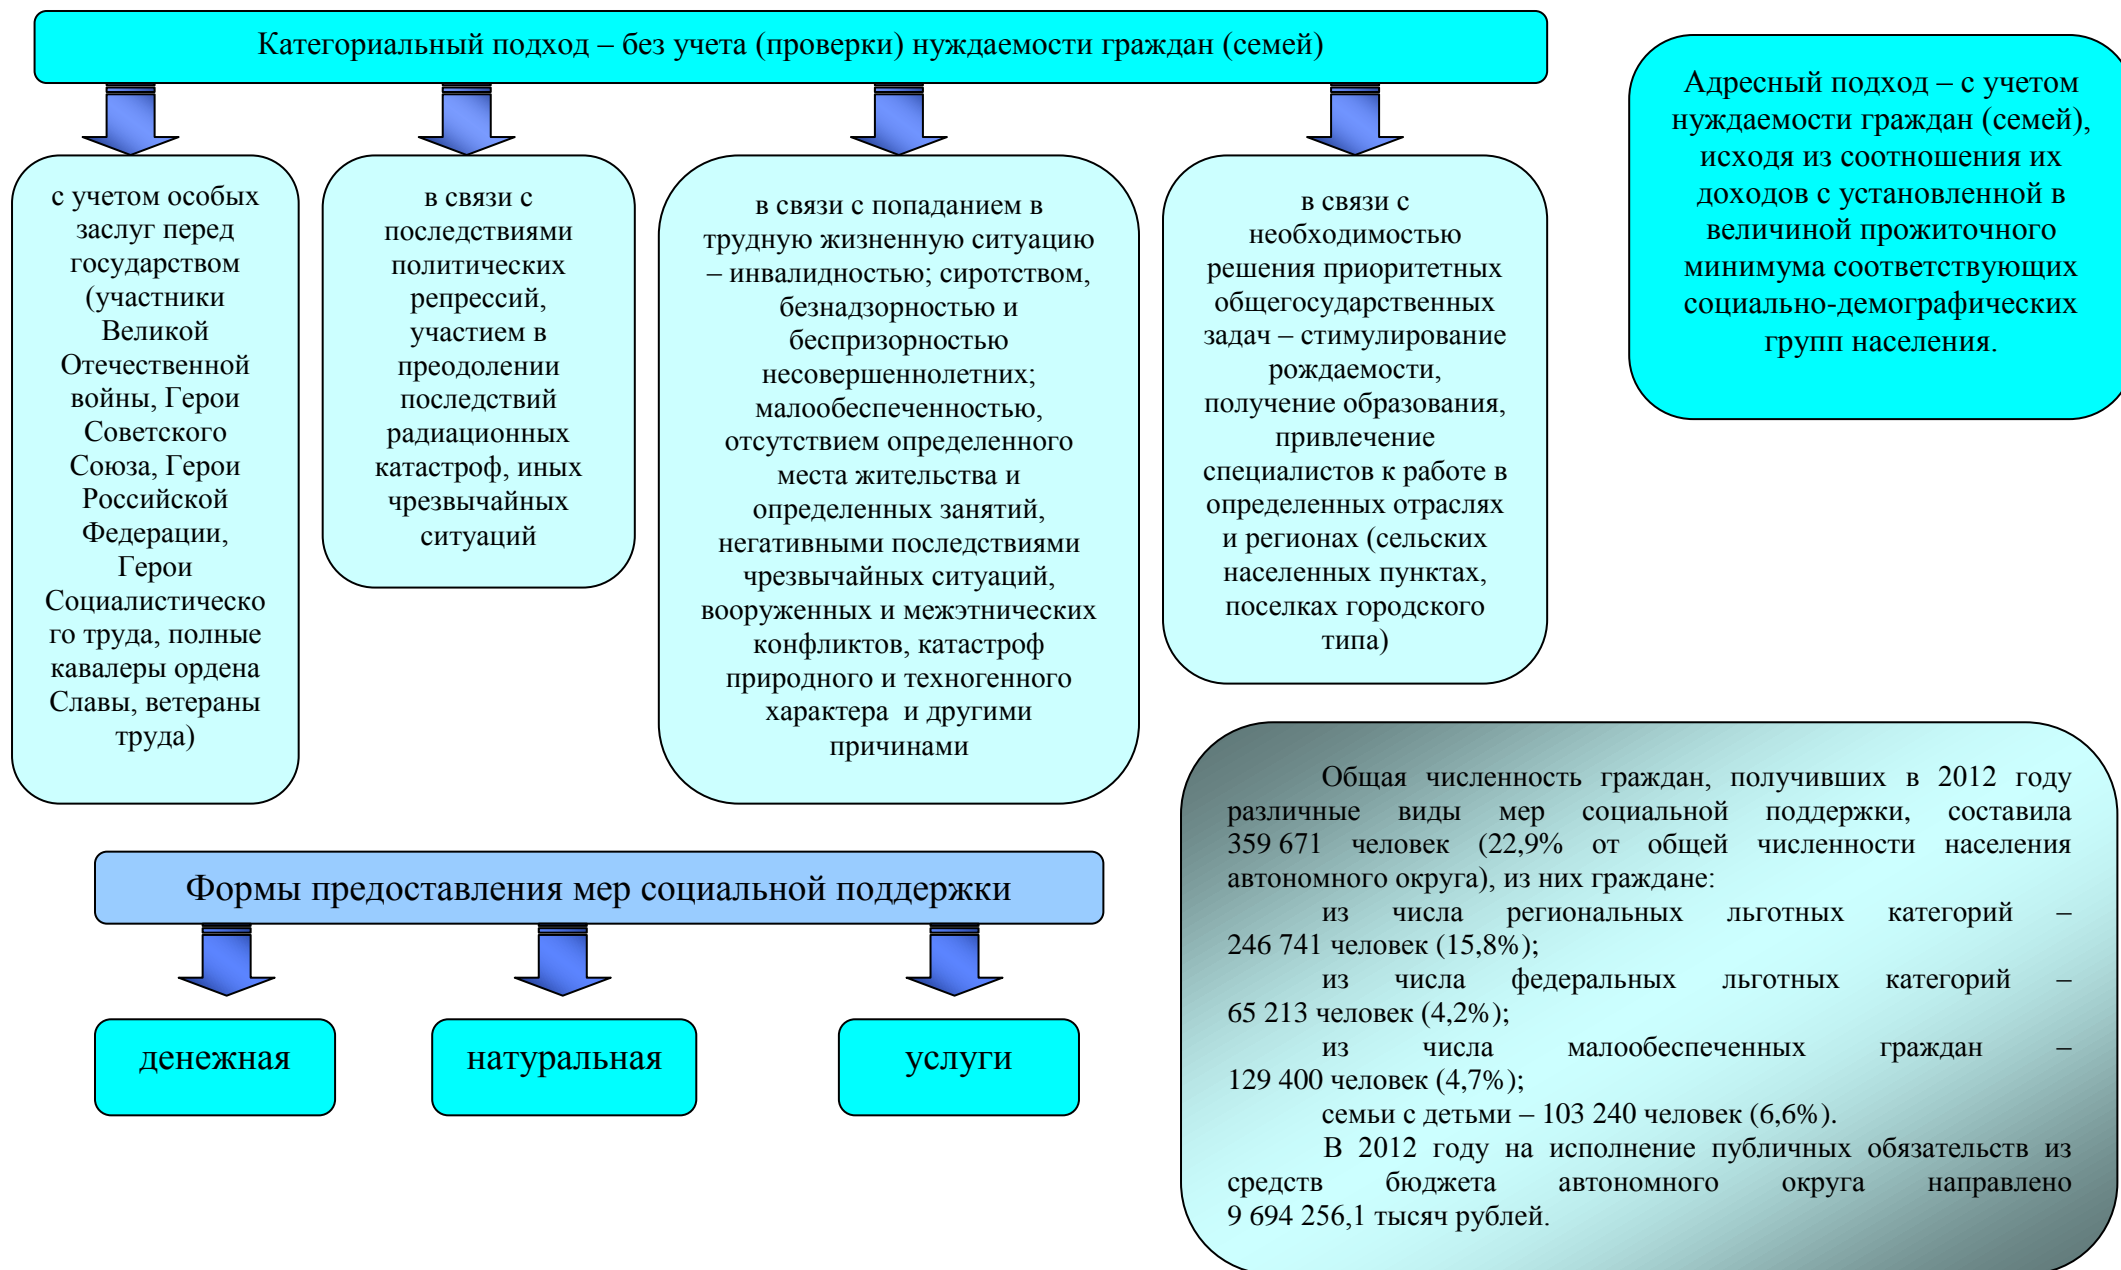 Категориальный подход – без учета (проверки) нуждаемости граждан (семей)
Адресный подход – с учетом
нуждаемости граждан (семей),
исходя из соотношения их
доходов с установленной в
величиной прожиточного
минимума соответствующих
социально-демографических
групп населения.
с учетом особых
заслуг перед
государством
(участники
Великой
Отечественной
войны, Герои
Советского
Союза, Герои
Российской
Федерации,
Герои
Социалистическо
го труда, полные
кавалеры ордена
Славы, ветераны
труда)
в связи с
последствиями
политических
репрессий,
участием в
преодолении
последствий
радиационных
катастроф, иных
чрезвычайных
ситуаций
в связи с попаданием в
трудную жизненную ситуацию
– инвалидностью; сиротством,
безнадзорностью и
беспризорностью
несовершеннолетних;
малообеспеченностью,
отсутствием определенного
места жительства и
определенных занятий,
негативными последствиями
чрезвычайных ситуаций,
вооруженных и межэтнических
конфликтов, катастроф
природного и техногенного
характера и другими
причинами
в связи с
необходимостью
решения приоритетных
общегосударственных
задач – стимулирование
рождаемости,
получение образования,
привлечение
специалистов к работе в
определенных отраслях
и регионах (сельских
населенных пунктах,
поселках городского
типа)
Формы предоставления мер социальной поддержки
денежная
натуральная
услуги
Общая численность граждан, получивших в 2012 году
различные виды мер социальной поддержки, составила
359 671 человек (22,9% от общей численности населения
автономного округа), из них граждане:
из числа региональных льготных категорий –
246 741 человек (15,8%);
из числа федеральных льготных категорий –
65 213 человек (4,2%);
из числа малообеспеченных граждан –
129 400 человек (4,7%);
семьи с детьми – 103 240 человек (6,6%).
В 2012 году на исполнение публичных обязательств из
средств бюджета автономного округа направлено
9 694 256,1 тысяч рублей.